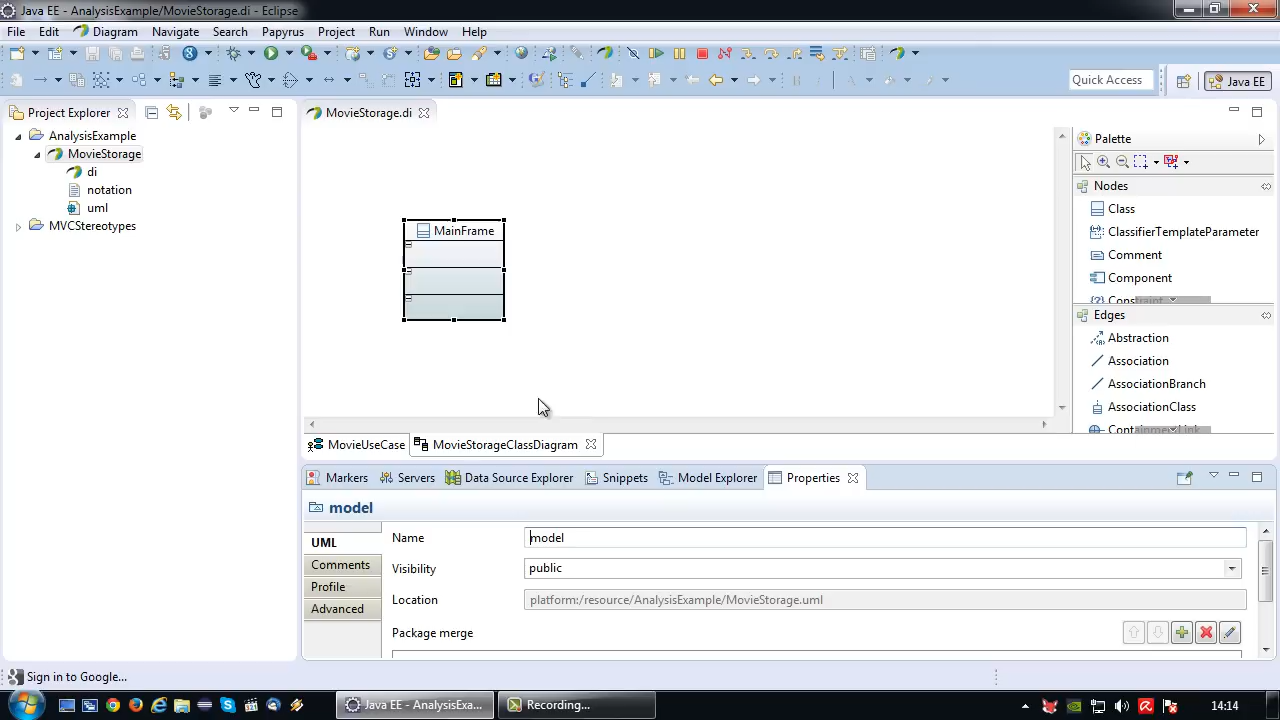 Java EE - AnalysisExample/MovieStorage.di - Eclipse
File Edit Diagram Navigate Search Papyrus Project Run Window Help
Quick Access
Java EE
Project Explorer
AnalysisExample
MovieStorage
di
notation
uml
MVCStereotypes
MovieStorage.di
MainFrame
MovieUseCase
MovieStorageClassDiagram
Palette
Nodes
Class
ClassifierTemplateParameter
Comment
Component
Edges
Abstraction
Association
AssociationBranch
AssociationClass
Markers
Servers
Data Source Explorer
Snippets
Model Explorer
Properties
model
UML
Comments
Profile
Advanced
Name
model
Visibility
public
Location
platform:/resource/AnalysisExample/MovieStorage.uml
Package merge
Sign in to Google...
Java EE - AnalysisExa...
Recording...
14:14